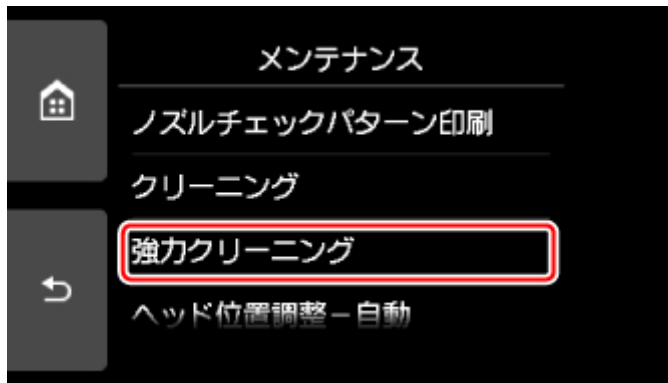 メンテナンス
ノズルチェックパターン印刷
クリーニング
強力クリーニング
ヘッド位置調整－自動